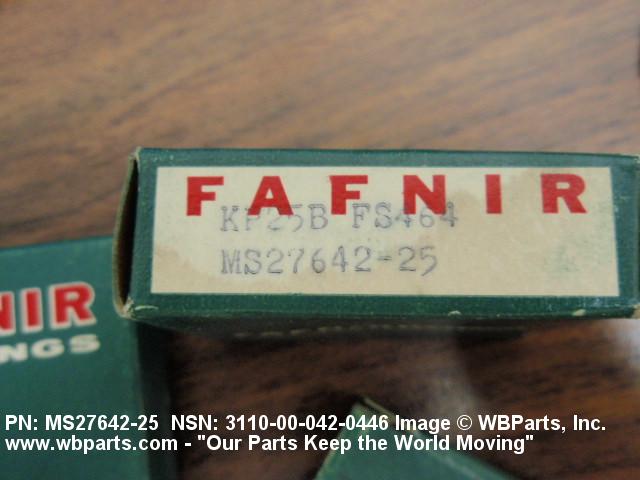 FAFNIR
KP25B FS464
MS27642-25
NIR
NGS
PN: MS27642-25 NSN: 3110-00-042-0446 Image © WBParts, Inc.
www.wbparts.com - "Our Parts Keep the World Moving"